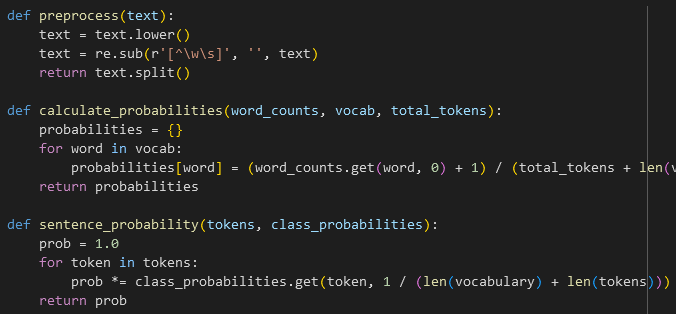 def preprocess(text):
    text = text.lower()
    text = re.sub(r'[^\w\s]', '', text)
    return text.split()

def calculate_probabilities(word_counts, vocab, total_tokens):
    probabilities = {}
    for word in vocab:
        probabilities[word] = (word_counts.get(word, 0) + 1) / (total_tokens + len(
    return probabilities

def sentence_probability(tokens, class_probabilities):
    prob = 1.0
    for token in tokens:
        prob *= class_probabilities.get(token, 1 / (len(vocabulary) + len(tokens)))
    return prob